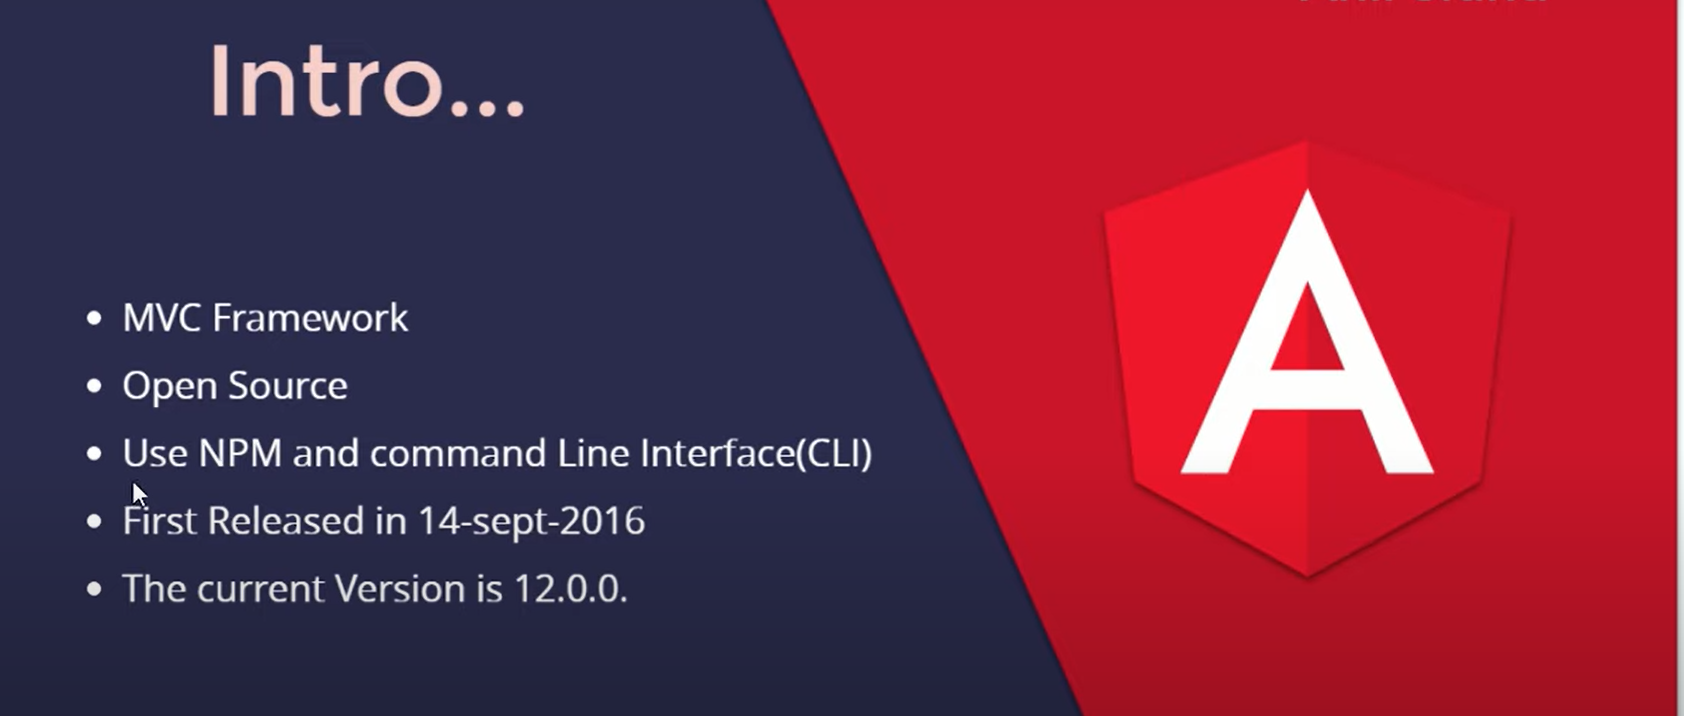 Intro...
MVC Framework
Open Source
Use NPM and command Line Interface(CLI)
First Released in 14-sept-2016
The current Version is 12.0.0.
A